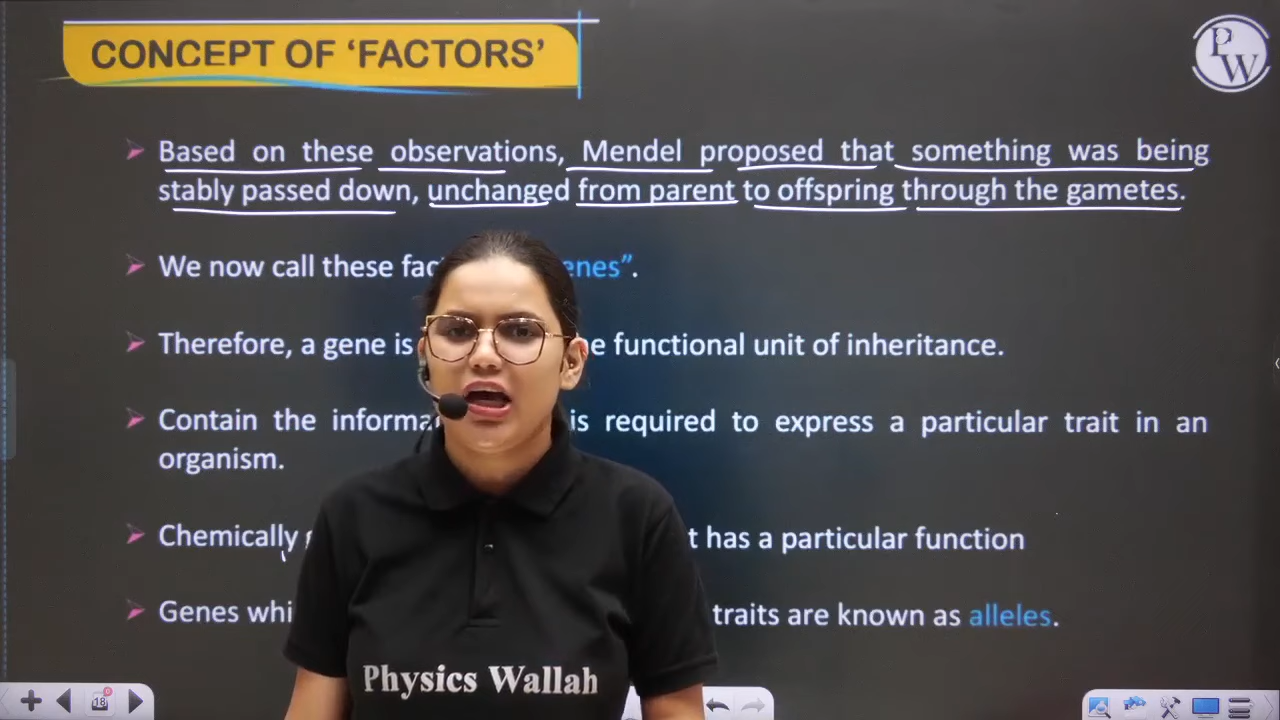 CONCEPT OF ‘FACTORS’
PW
Based on these observations, Mendel proposed that something was being
stably passed down, unchanged from parent to offspring through the gametes.
We now call these enes”.
Therefore, a gene is functional unit of inheritance.
Contain the is required to express a particular trait in an
organism.
Chemically has a particular function
Genes traits are known as alleles.
Physics Wallah
18